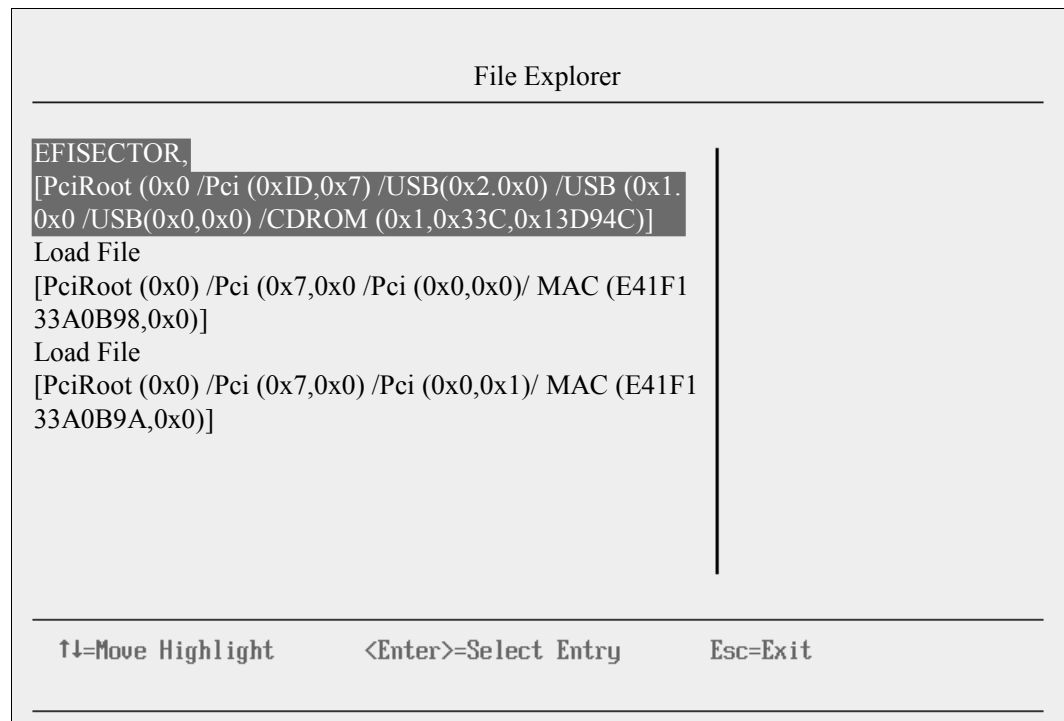 File Explorer
EFISECTOR,
[PciRoot (0x0 /Pci (0xID,0x7) /USB(0x2.0x0) /USB (0x1.
0x0 /USB(0x0,0x0) /CDROM (0x1,0x33C,0x13D94C)]
Load File
[PciRoot (0x0) /Pci (0x7,0x0 /Pci (0x0,0x0)/ MAC (E41F1
33A0B98,0x0)]
Load File
[PciRoot (0x0) /Pci (0x7,0x0) /Pci (0x0,0x1)/ MAC (E41F1
33A0B9A,0x0)]
↑↓=Move Highlight <Enter>=Select Entry Esc=Exit